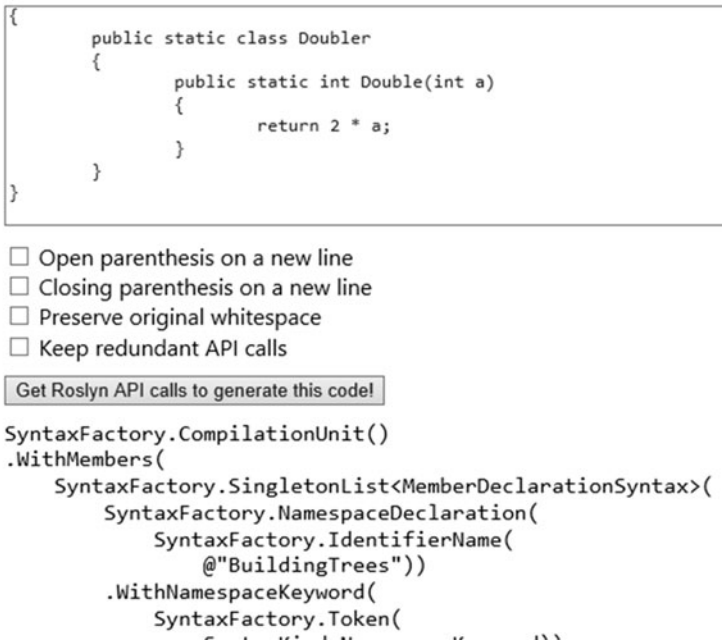 {
public static class Doubler
{
public static int Double(int a)
{
return 2 * a;
}
}
}
Open parenthesis on a new line
Closing parenthesis on a new line
Preserve original whitespace
Keep redundant API calls
Get Roslyn API calls to generate this code!
SyntaxFactory.CompilationUnit()
.WithMembers(
SyntaxFactory.SingletonList<MemberDeclarationSyntax>(
SyntaxFactory.NamespaceDeclaration(
SyntaxFactory.IdentifierName(
@"BuildingTrees"))
.WithNamespaceKeyword(
SyntaxFactory.Token(